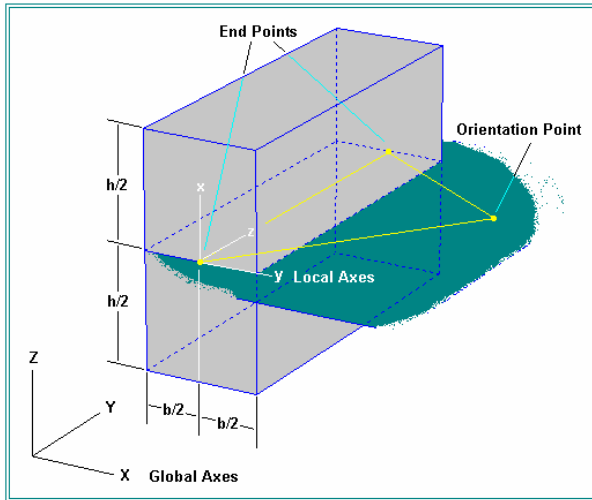 End Points
Orientation Point
h/2
x
z
y Local Axes
h/2
Z
Y
b/2
b/2
X Global Axes